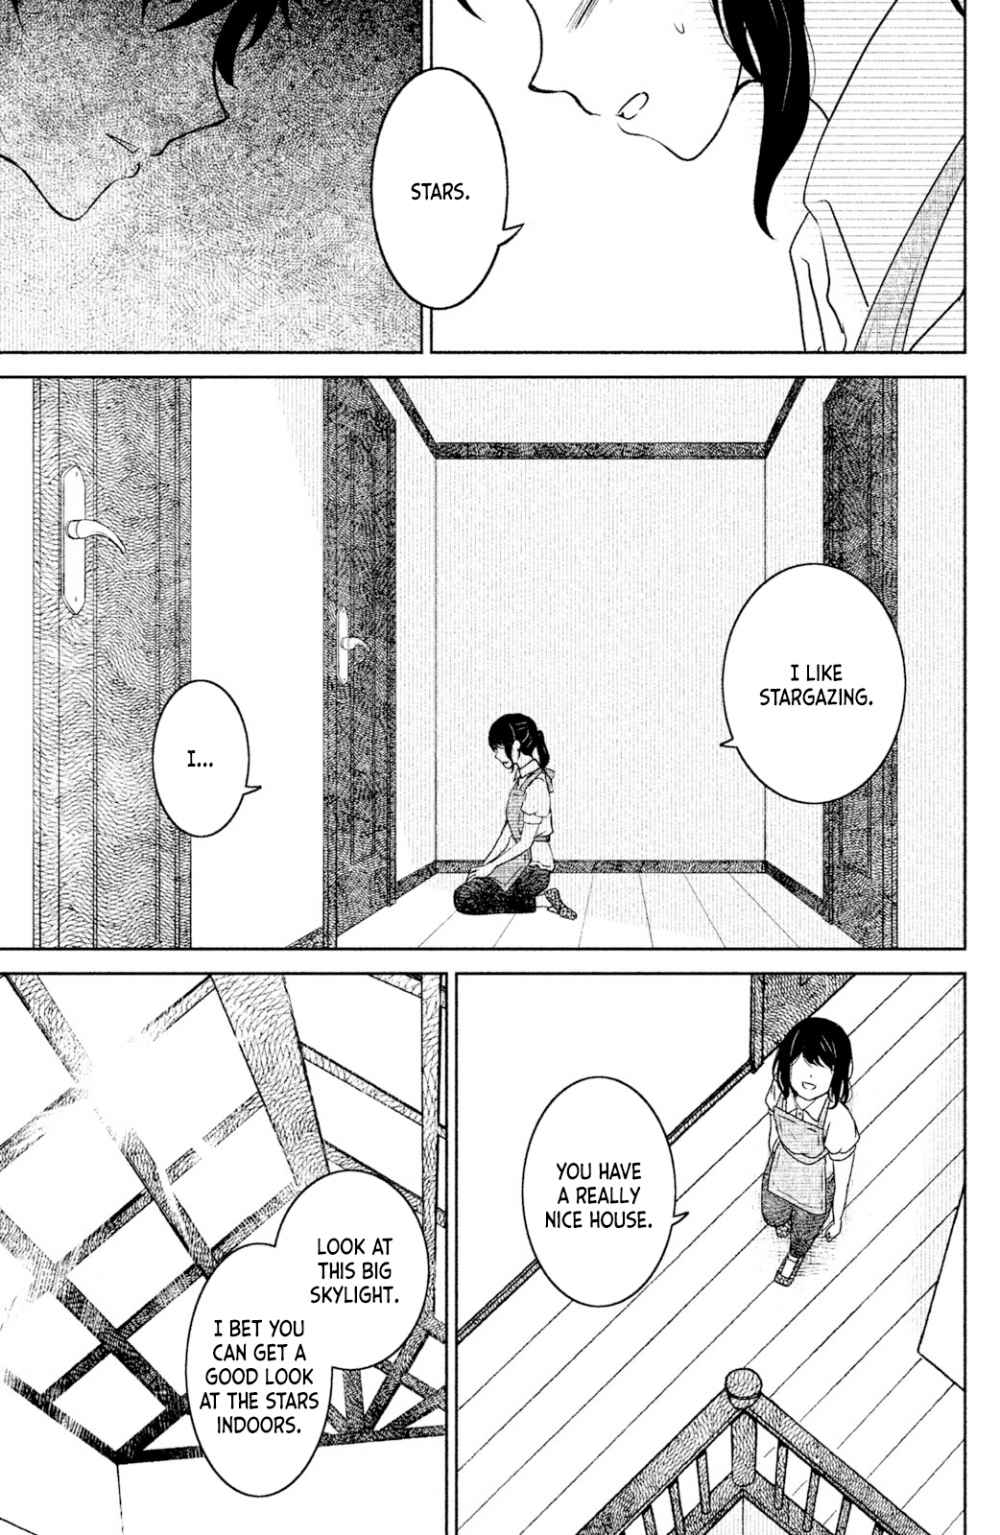 STARS.
I LIKE
STARGAZING.
I...
YOU HAVE
A REALLY
NICE HOUSE.
LOOK AT
THIS BIG
SKYLIGHT.
I BET YOU
CAN GET A
GOOD LOOK
AT THE STARS
INDOORS.